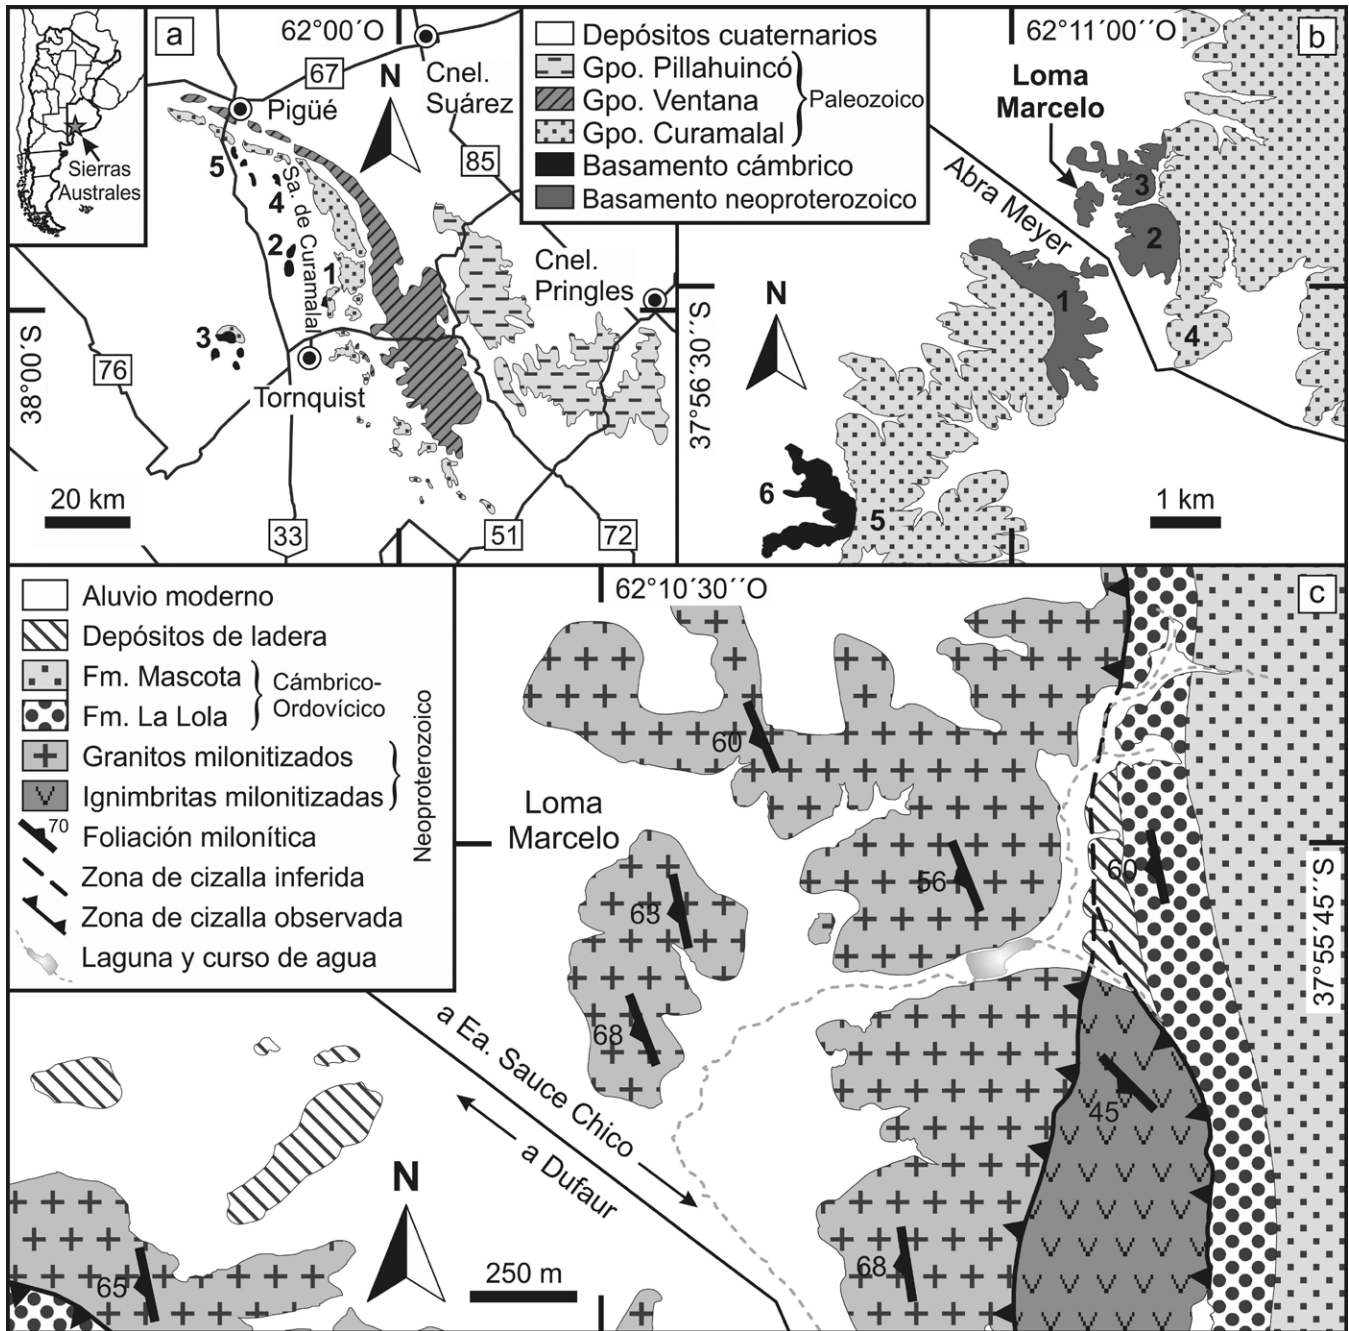 a
62°00´O
67
N
Cnel.
Suárez
Pigüé
85
Sierras
Australes
5
4
Sa. de Curamalal
2
1
Cnel.
Pringles
3
38°00´S
76
Tornquist
20 km
33
51
72
Depósitos cuaternarios
Gpo. Pillahuincó
Gpo. Ventana
Paleozoico
Gpo. Curamalal
Basamento cámbrico
Basamento neoproterozoico
62°11´00´´O
b
Loma
Marcelo
Abra Meyer
3
2
1
N
4
37°56´30´´S
6
5
1 km
Aluvio moderno
Depósitos de ladera
Fm. Mascota
Cámbrico-
Ordovícico
Fm. La Lola
Granitos milonitizados
Ignimbritas milonitizadas
Neoproterozoico
70
Foliación milonítica
Zona de cizalla inferida
Zona de cizalla observada
Laguna y curso de agua
62°10´30´´O
c
60
Loma
Marcelo
56
60
63
37°55´45´´S
68
a Ea. Sauce Chico
a Dufaur
45
N
65
250 m
68